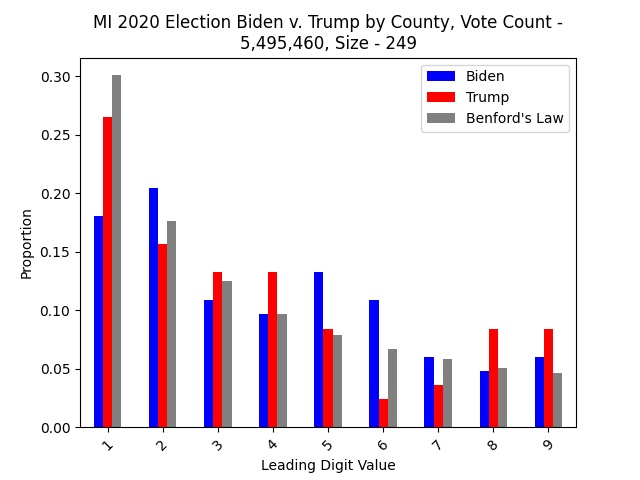 MI 2020 Election Biden v. Trump by County, Vote Count -
5,495,460, Size - 249
Biden
Trump
Benford's Law
0.30
0.25
0.20
0.15
0.10
0.05
0.00
Proportion
1 2 3 4 5 6 7 8 9
Leading Digit Value